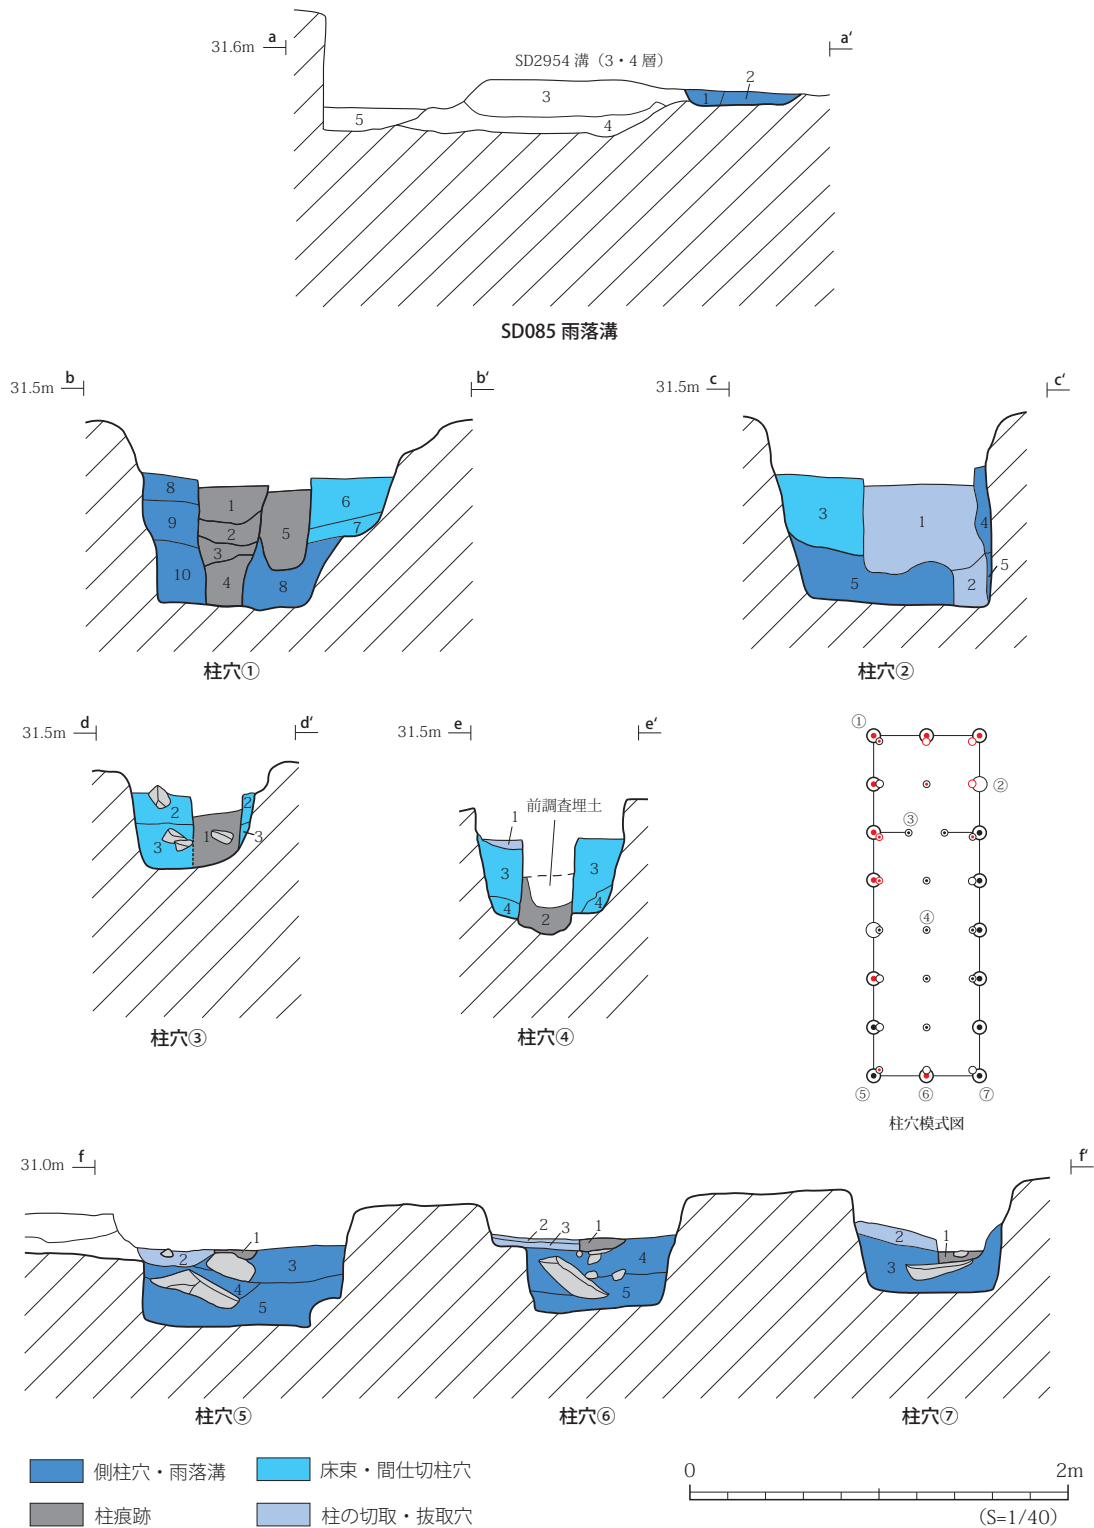 31.6m a a‘
SD2954 溝（3・4 層）
2
3
1
5
4
SD085 雨落溝
31.5m b b‘
8
1
6
9
2
5
7
3
10
4
8
柱穴①
31.5m c c‘
3
1
4
5
5
2
柱穴②
31.5m d d‘
2
2
1
3
3
柱穴③
31.5m e e‘
前調査埋土
1
3
3
4
4
2
柱穴④
①
②
③
④
⑤ ⑥ ⑦
柱穴模式図
31.0m f f‘
1
2
3
4
5
柱穴⑤
2 3 1
4
5
柱穴⑥
2
1
3
柱穴⑦
側柱穴・雨落溝
床束・間仕切柱穴
柱痕跡
柱の切取・抜取穴
0 2m
(S=1/40)